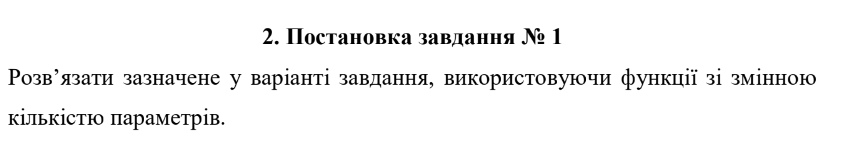 2. Постановка завдання № 1
Розв’язати зазначене у варіанті завдання, використовуючи функції зі змінною
кількістю параметрів.